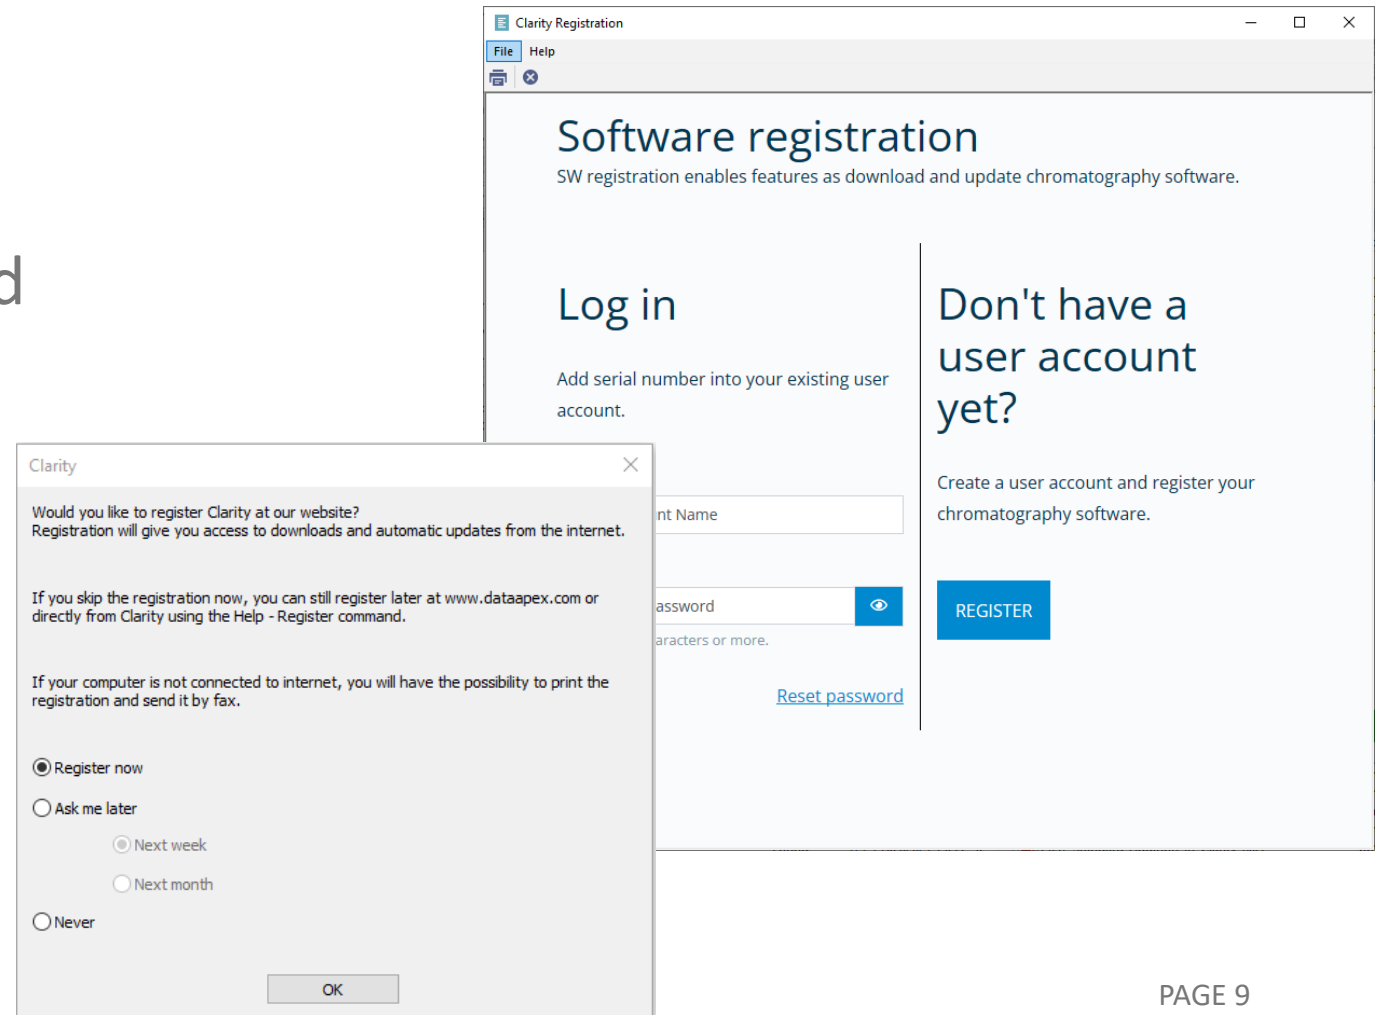 Clarity Registration
File Help
Software registration
SW registration enables features as download and update chromatography software.
Log in
Add serial number into your existing user
account.
nt Name
assword
aracters or more.
Reset password
Don't have a
user account
yet?
Create a user account and register your
chromatography software.
REGISTER
d
Clarity
Would you like to register Clarity at our website?
Registration will give you access to downloads and automatic updates from the internet.
If you skip the registration now, you can still register later at www.dataapex.com or
directly from Clarity using the Help - Register command.
If your computer is not connected to internet, you will have the possibility to print the
registration and send it by fax.
Register now
Ask me later
Next week
Next month
Never
OK
PAGE 9